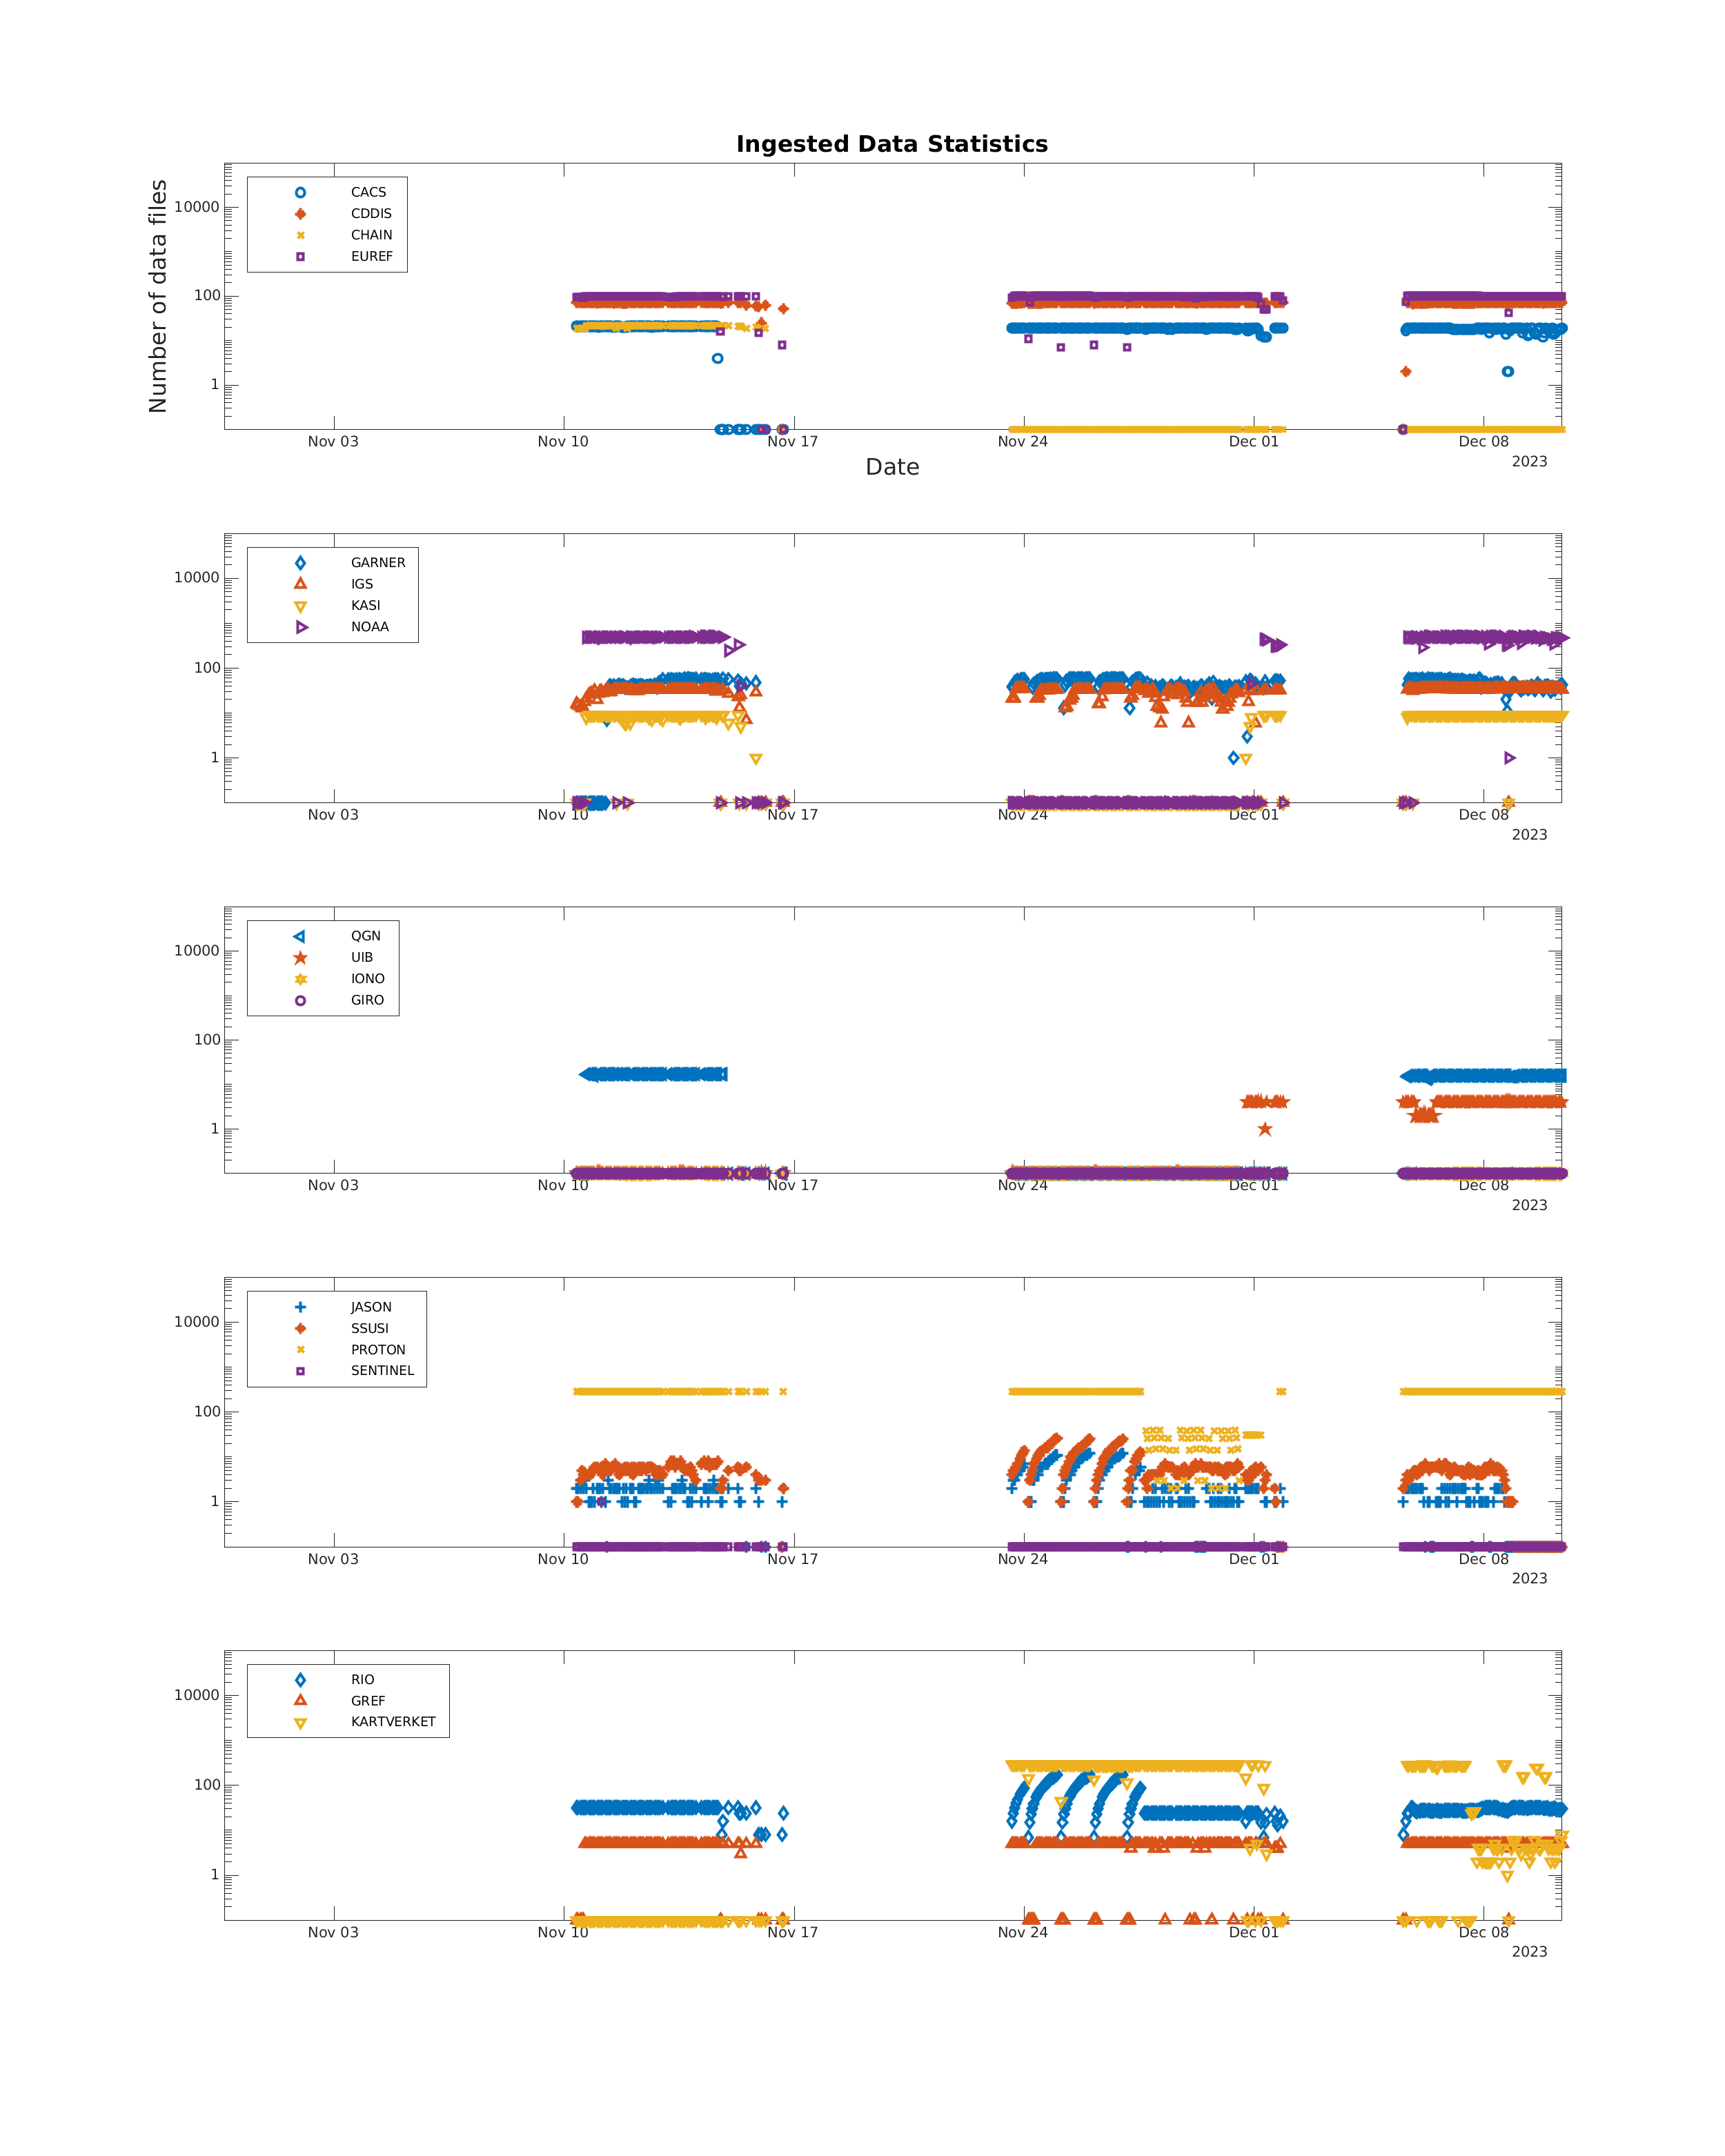 Ingested Data Statistics
Number of data files
10000
100
1
CACS
CDDIS
CHAIN
EUREF
Nov 03 Nov 10 Nov 17 Nov 24 Dec 01 Dec 08
2023
Date
10000
100
1
GARNER
IGS
KASI
NOAA
Nov 03 Nov 10 Nov 17 Nov 24 Dec 01 Dec 08
2023
10000
100
1
QGN
UIB
IONO
GIRO
Nov 03 Nov 10 Nov 17 Nov 24 Dec 01 Dec 08
2023
10000
100
1
JASON
SSUSI
PROTON
SENTINEL
Nov 03 Nov 10 Nov 17 Nov 24 Dec 01 Dec 08
2023
10000
100
1
RIO
GREF
KARTVERKET
Nov 03 Nov 10 Nov 17 Nov 24 Dec 01 Dec 08
2023